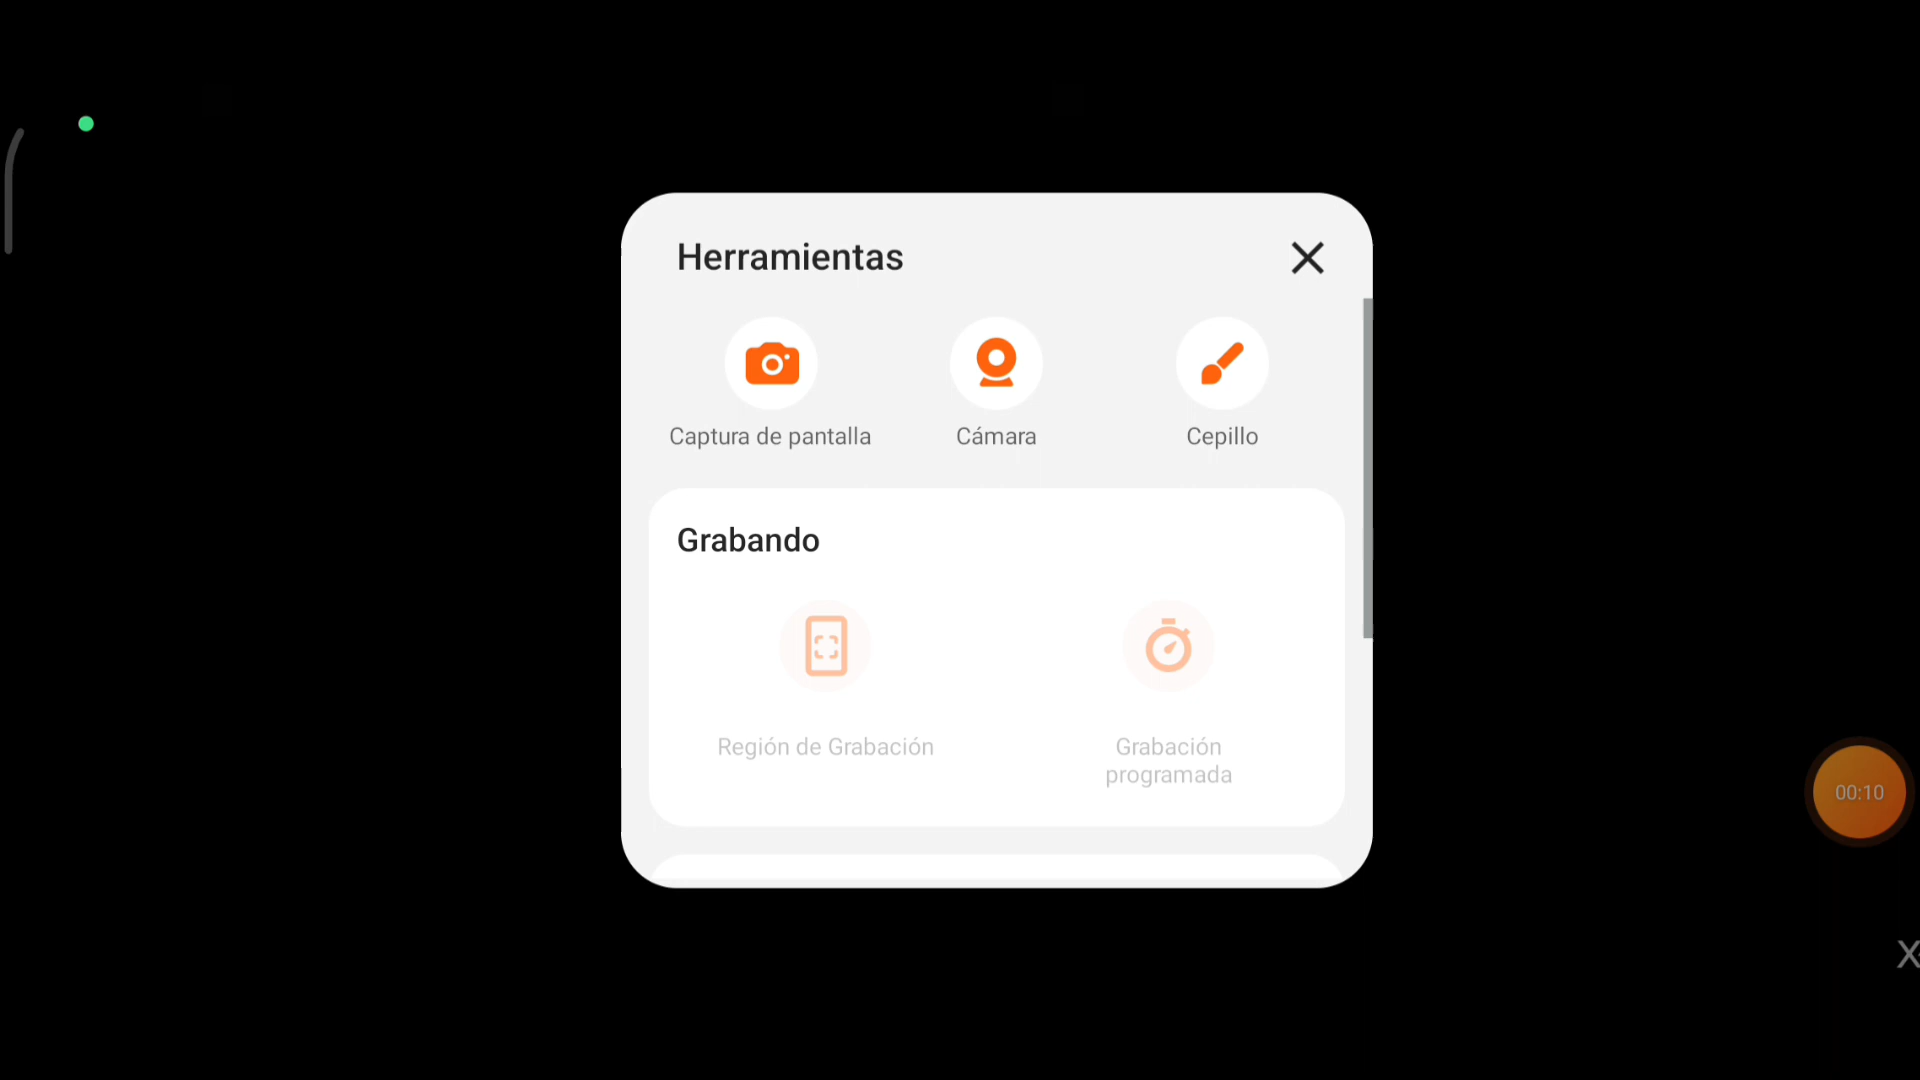 Herramientas
Captura de pantalla
Cámara
Cepillo
Grabando
Región de Grabación
Grabación
programada
00:10
X